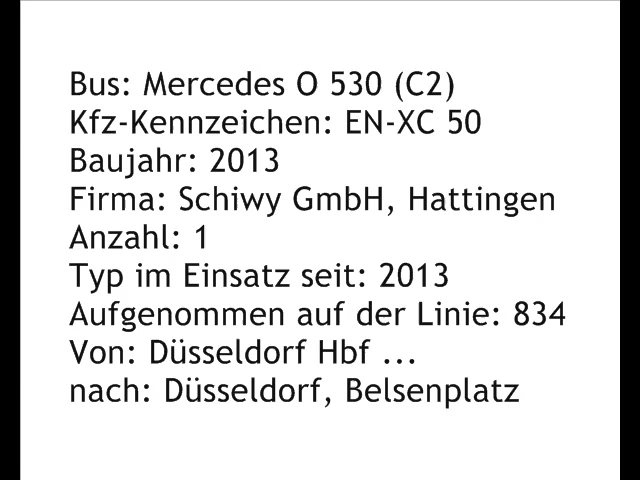 Bus: Mercedes O 530 (C2)
Kfz-Kennzeichen: EN-XC 50
Baujahr: 2013
Firma: Schiwy GmbH, Hattingen
Anzahl: 1
Typ im Einsatz seit: 2013
Aufgenommen auf der Linie: 834
Von: Düsseldorf Hbf ...
nach: Düsseldorf, Belsenplatz